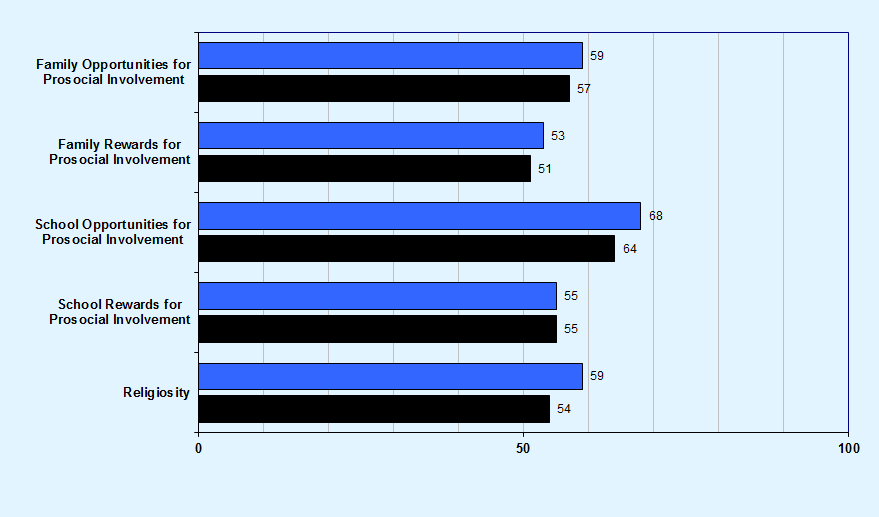 Family Opportunities for
Prosocial Involvement
59
57
Family Rewards for
Prosocial Involvement
53
51
School Opportunities for
Prosocial Involvement
68
64
School Rewards for
Prosocial Involvement
55
55
Religiosity
59
54
0
50
100